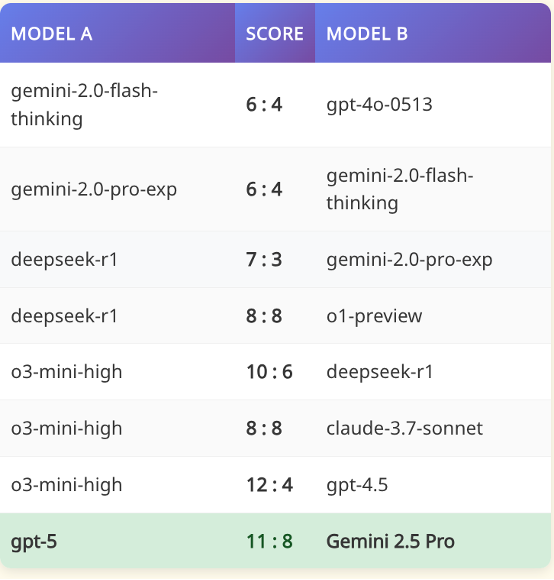 MODEL A SCORE MODEL B
gemini-2.0-flash-
thinking 6 : 4 gpt-4o-0513
gemini-2.0-pro-exp 6 : 4 gemini-2.0-flash-
thinking
deepseek-r1 7 : 3 gemini-2.0-pro-exp
deepseek-r1 8 : 8 o1-preview
o3-mini-high 10 : 6 deepseek-r1
o3-mini-high 8 : 8 claude-3.7-sonnet
o3-mini-high 12 : 4 gpt-4.5
gpt-5 11 : 8 Gemini 2.5 Pro